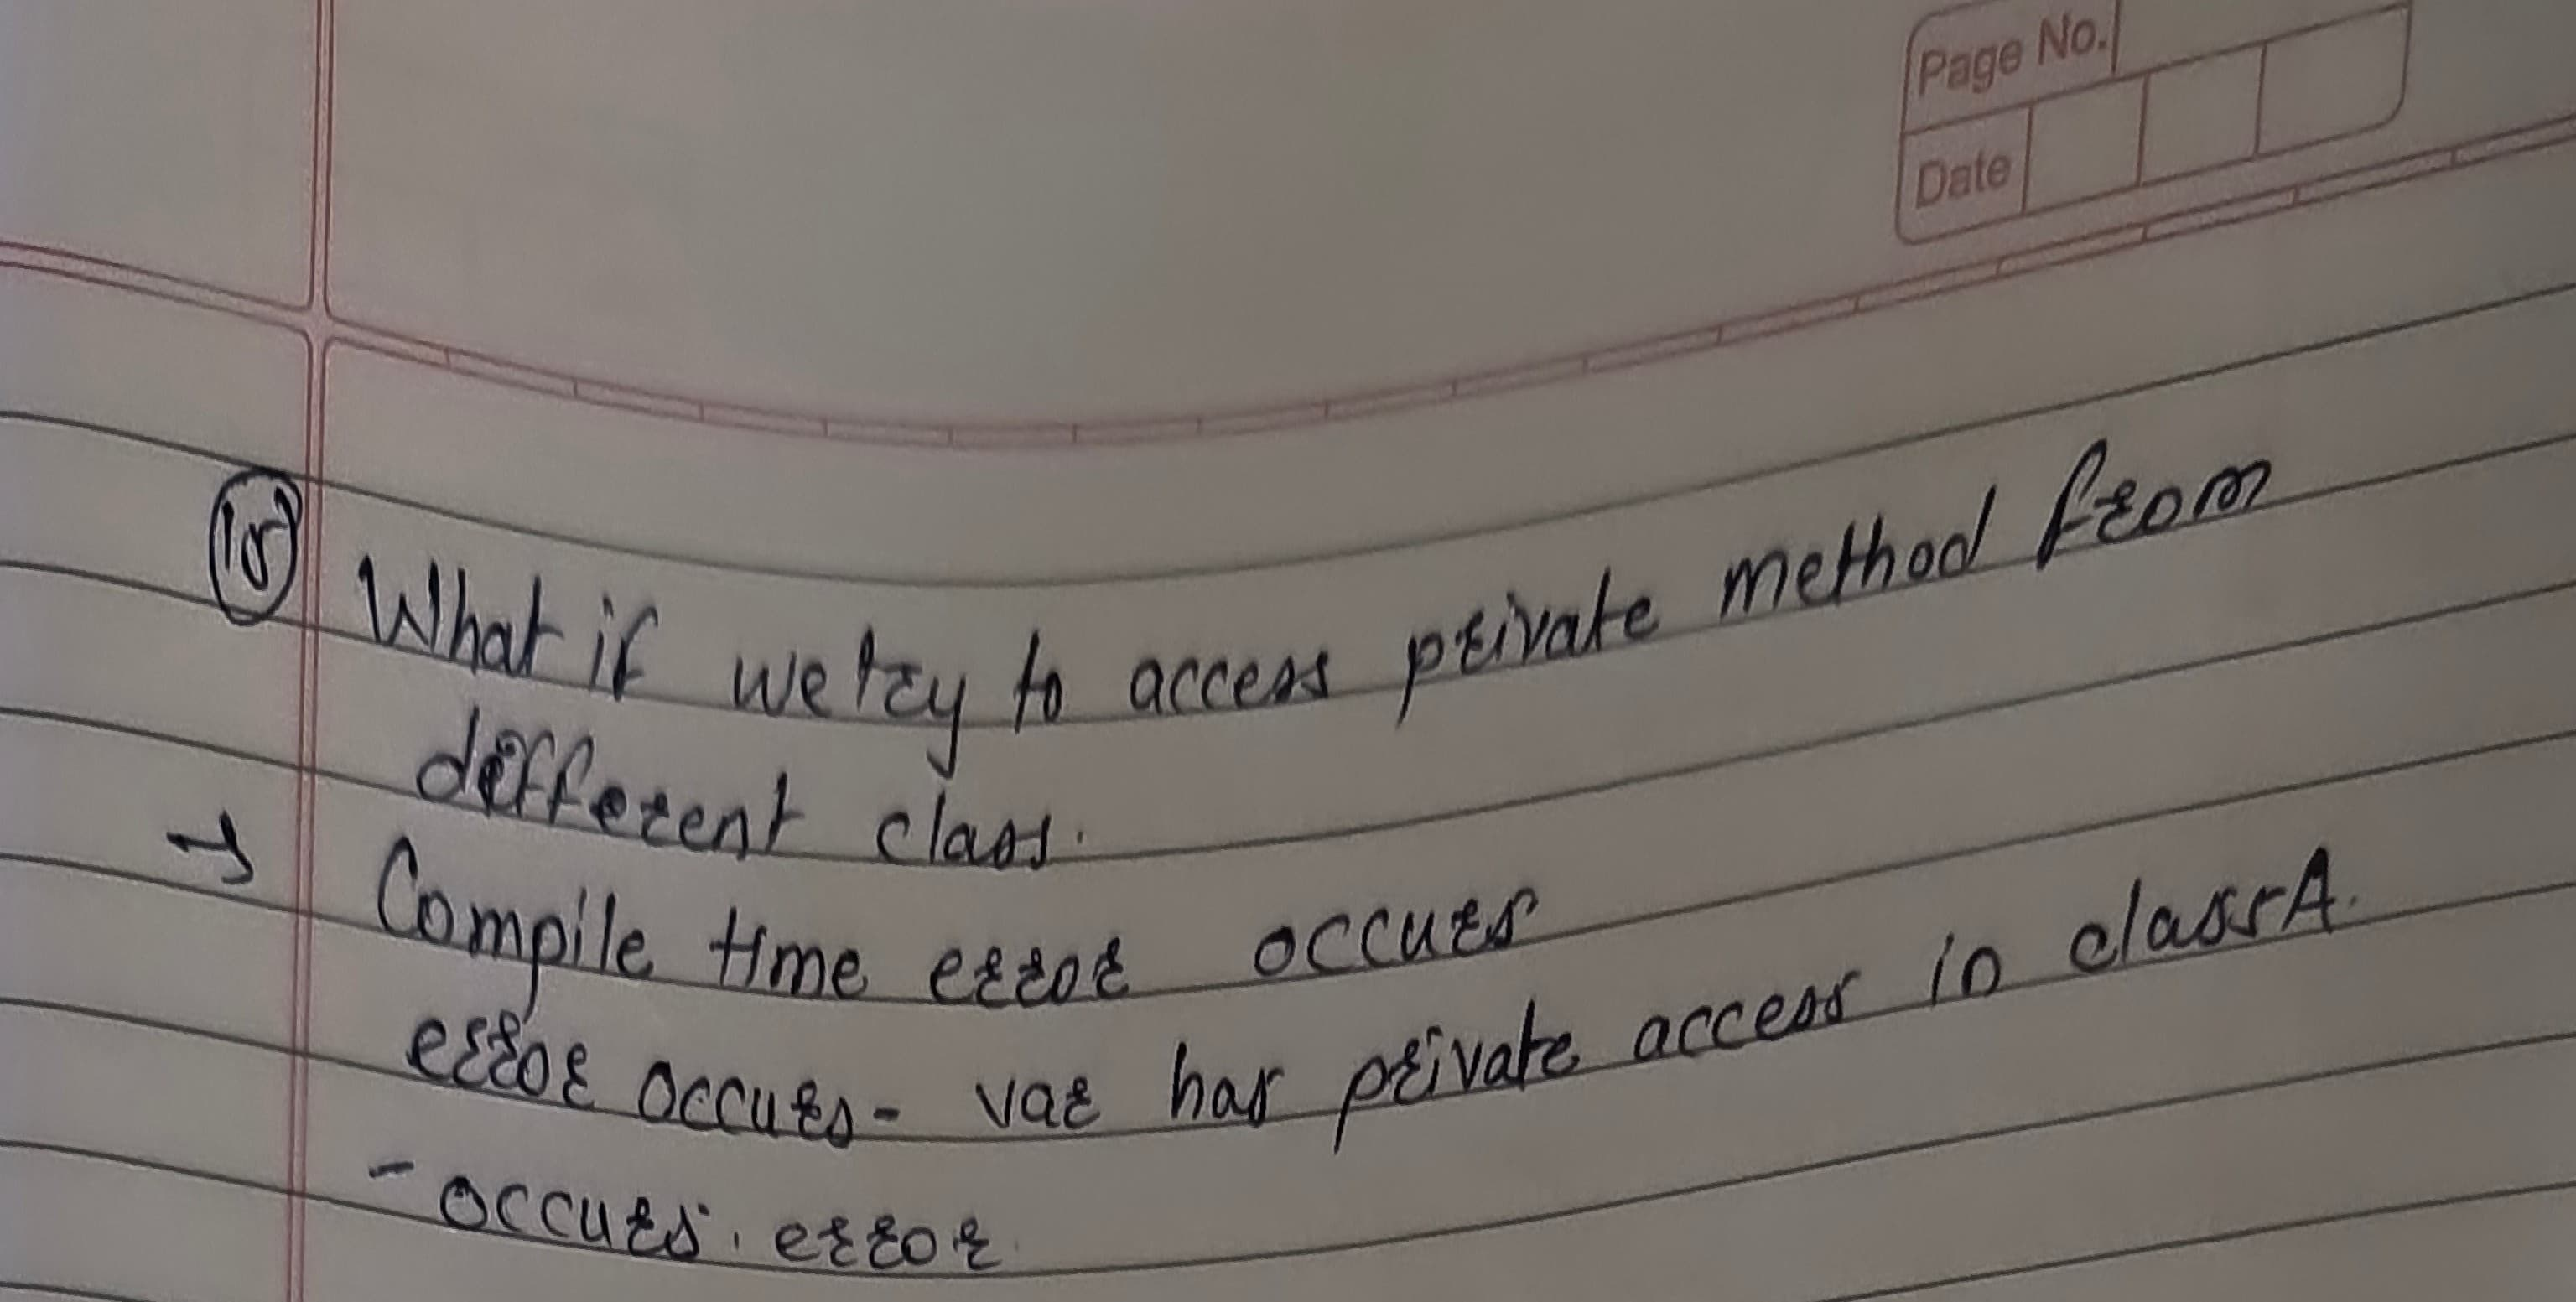 Page No.
Date
15 What if we try to access private method from
different class.
→ Compile time error occurs
error occurs - var has private access in class A.
- occurs. error